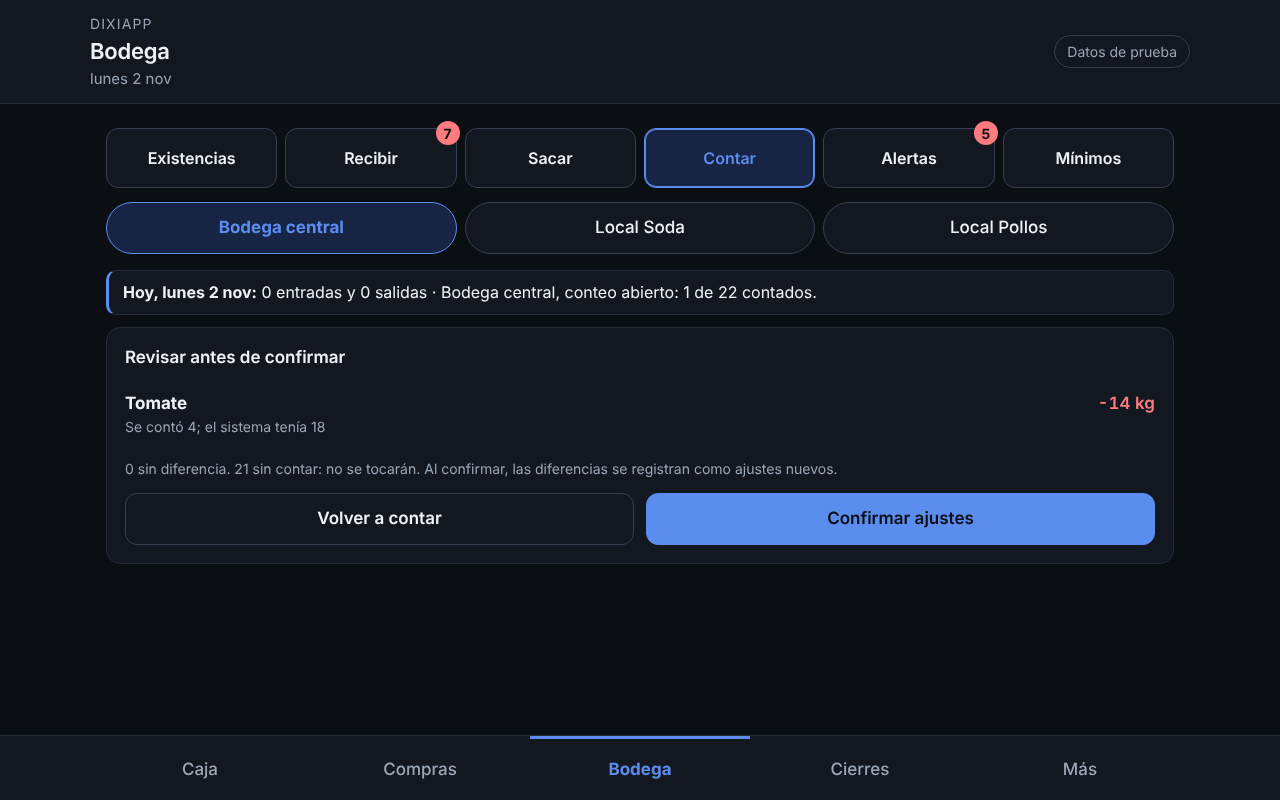 DIXIAPP
Bodega
lunes 2 nov
Datos de prueba
Existencias
Recibir
7
Sacar
Contar
Alertas
5
Mínimos
Bodega central
Local Soda
Local Pollos
Hoy, lunes 2 nov: 0 entradas y 0 salidas · Bodega central, conteo abierto: 1 de 22 contados.
Revisar antes de confirmar
Tomate
-14 kg
Se contó 4; el sistema tenía 18
0 sin diferencia. 21 sin contar: no se tocarán. Al confirmar, las diferencias se registran como ajustes nuevos.
Volver a contar
Confirmar ajustes
Caja
Compras
Bodega
Cierres
Más